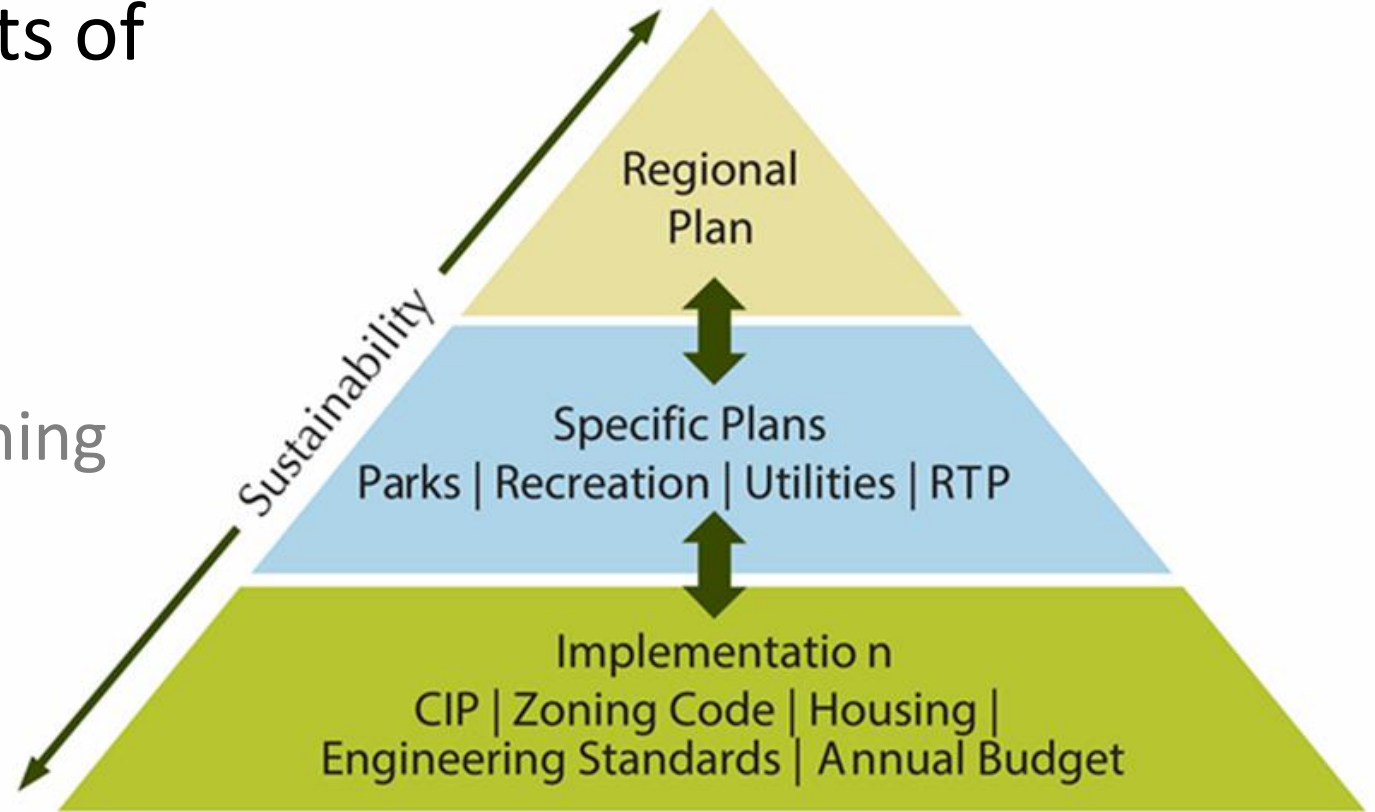 ts of
Regional
Plan
Sustainability
ning
Specific Plans
Parks | Recreation | Utilities | RTP
Implementatio n
CIP | Zoning Code | Housing |
Engineering Standards | Annual Budget